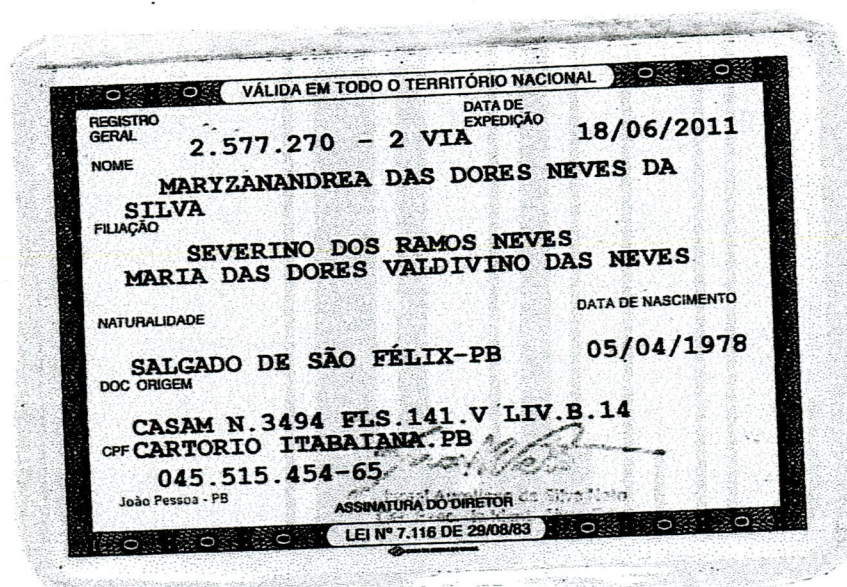 VÁLIDA EM TODO O TERRITÓRIO NACIONAL
REGISTRO GERAL 2.577.270 - 2 VIA DATA DE EXPEDIÇÃO 18/06/2011
NOME
MARYZANANDREA DAS DORES NEVES DA
SILVA
FILIAÇÃO
SEVERINO DOS RAMOS NEVES
MARIA DAS DORES VALDIVINO DAS NEVES
NATURALIDADE DATA DE NASCIMENTO
SALGADO DE SÃO FÉLIX-PB 05/04/1978
DOC ORIGEM
CASAM N.3494 FLS.141.V LIV.B.14
CPF CARTORIO ITABAIANA.PB
045.515.454-65
João Pessoa - PB
ASSINATURA DO DIRETOR
LEI Nº 7.116 DE 29/08/83